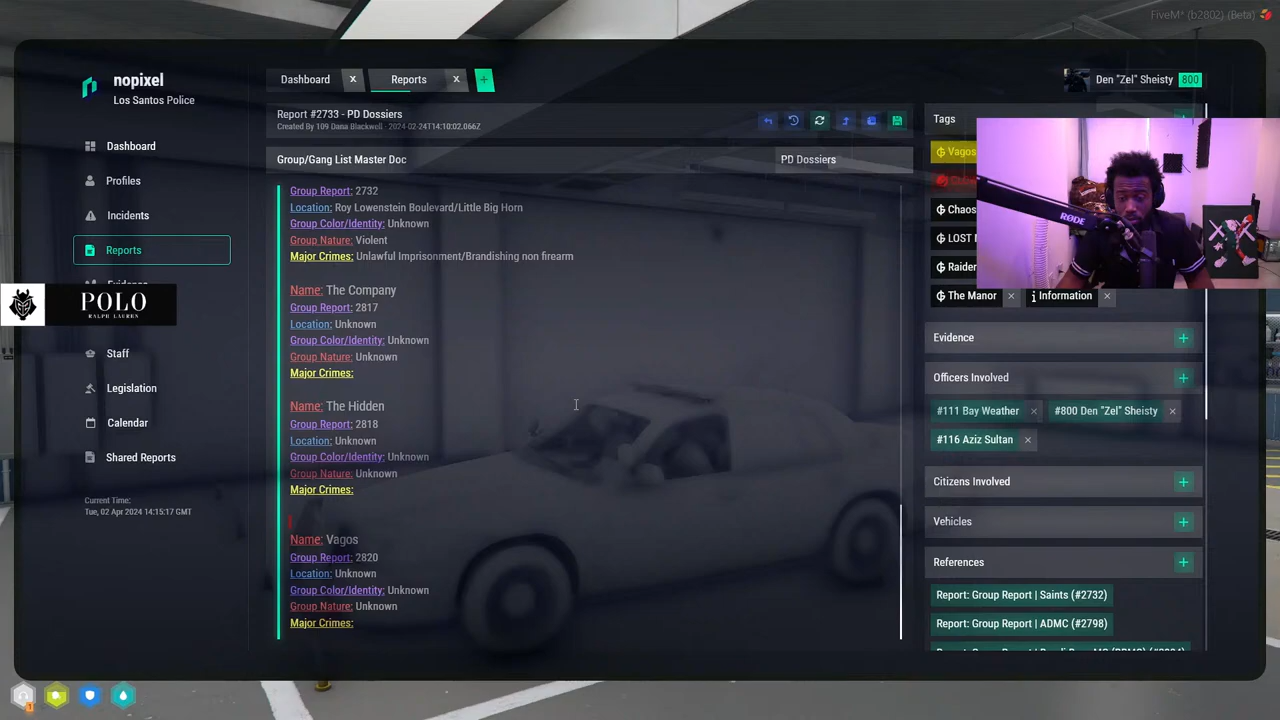 FiveM* (b2802) (Beta)
nopixel
Los Santos Police
Dashboard x
Reports x
+
Den "Zel" Sheisty 800
Report #2733 - PD Dossiers
Created By 109 Dana Blackwell - 2024-02-24T14:10:02.066Z
Group/Gang List Master Doc
PD Dossiers
Dashboard
Profiles
Incidents
Reports
POLO
RALPH LAUREN
Staff
Legislation
Calendar
Shared Reports
Current Time:
Tue, 02 Apr 2024 14:15:17 GMT
Group Report: 2732
Location: Roy Lowenstein Boulevard/Little Big Horn
Group Color/Identity: Unknown
Group Nature: Violent
Major Crimes: Unlawful Imprisonment/Brandishing non firearm
Name: The Company
Group Report: 2817
Location: Unknown
Group Color/Identity: Unknown
Group Nature: Unknown
Major Crimes:
Name: The Hidden
Group Report: 2818
Location: Unknown
Group Color/Identity: Unknown
Group Nature: Unknown
Major Crimes:
Name: Vagos
Group Report: 2820
Location: Unknown
Group Color/Identity: Unknown
Group Nature: Unknown
Major Crimes:
Tags
Vagos
Chaos
LOST
Raider
The Manor x
Information x
RØDE
Evidence +
Officers Involved +
#111 Bay Weather x
#800 Den "Zel" Sheisty x
#116 Aziz Sultan x
Citizens Involved +
Vehicles +
References +
Report: Group Report | Saints (#2732)
Report: Group Report | ADMC (#2798)
1